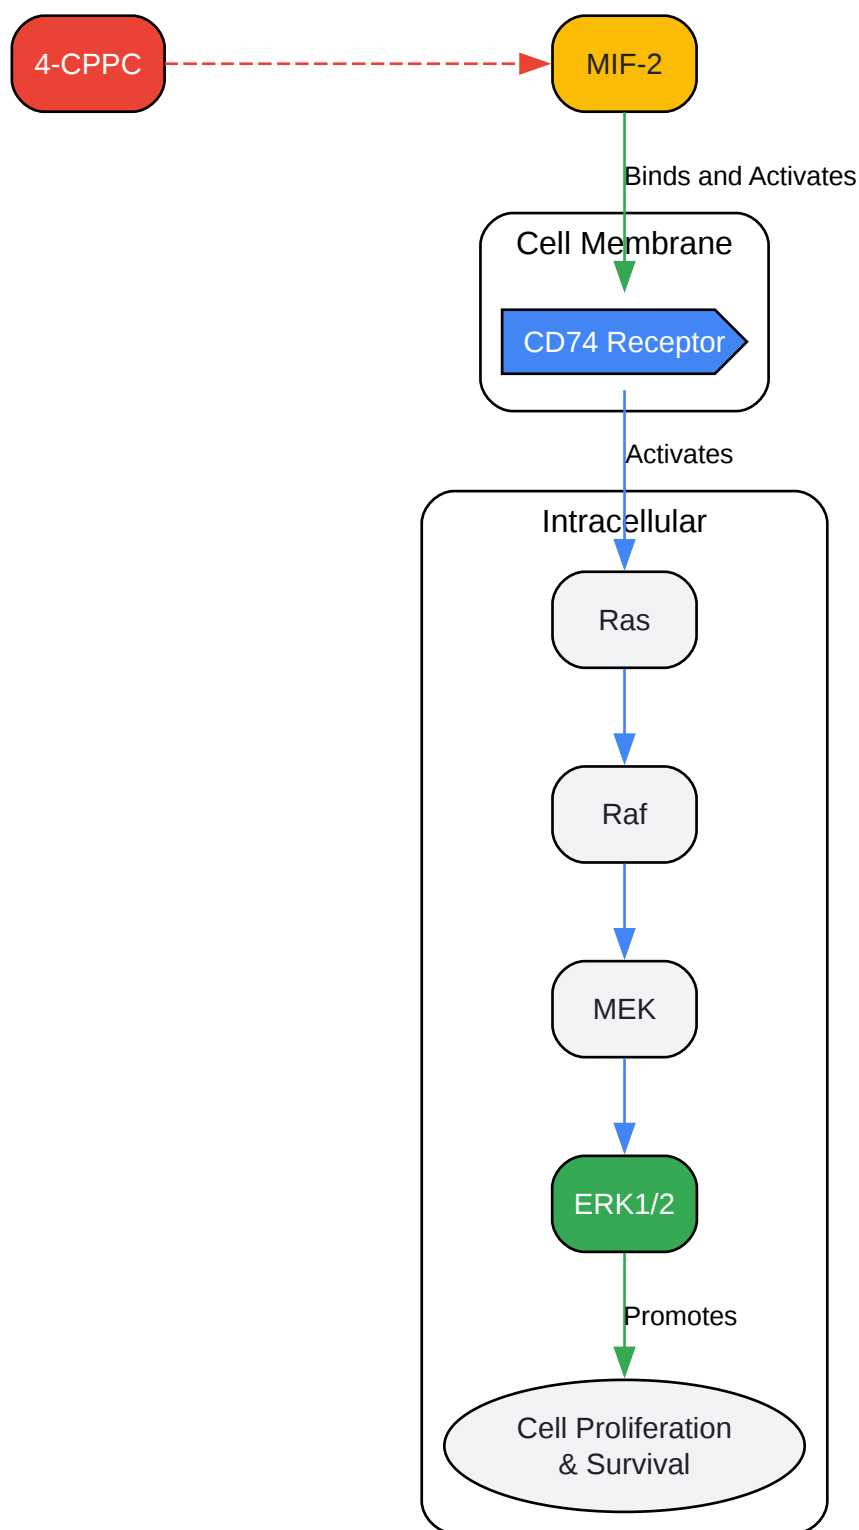 4-CPPC
MIF-2
Binds and Activates
Cell Membrane
CD74 Receptor
Activates
Intracellular
Ras
Raf
MEK
ERK1/2
Promotes
Cell Proliferation
& Survival